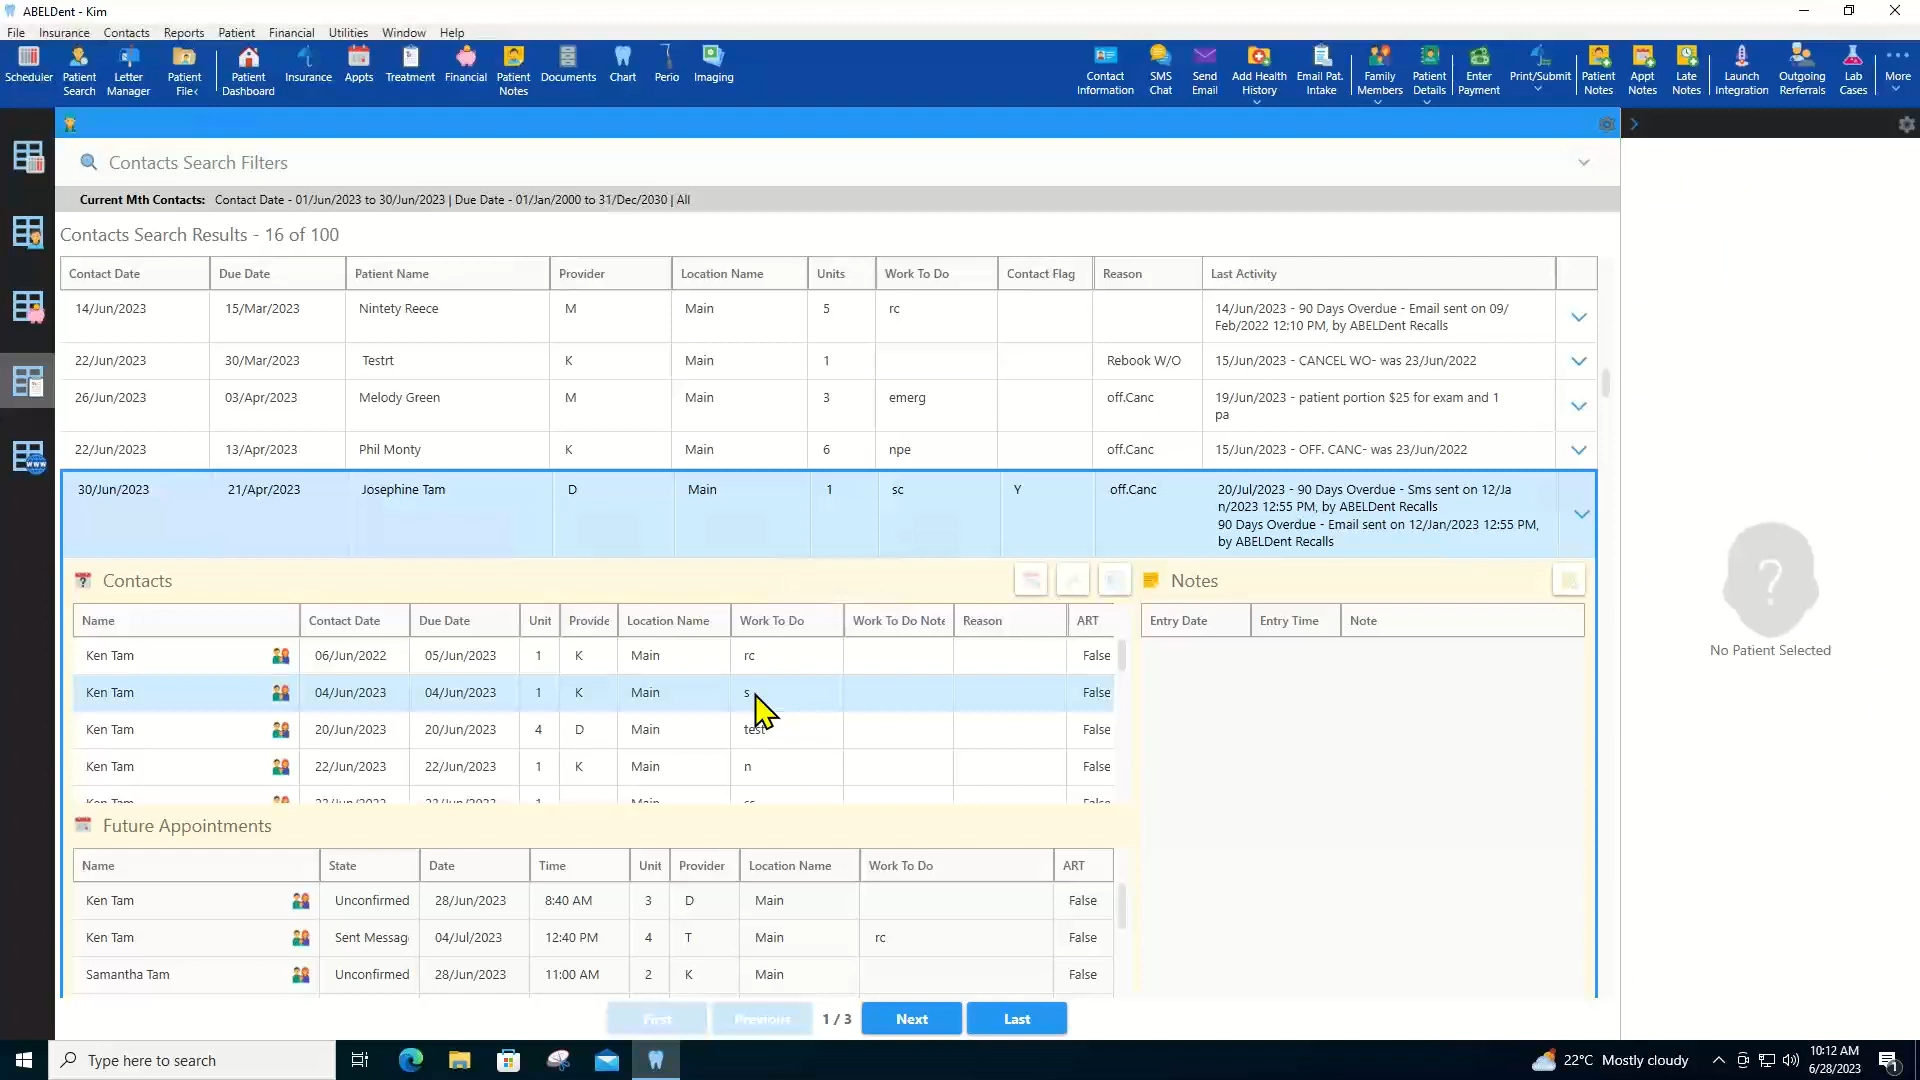 ABELDent - Kim
File Insurance Contacts Reports Patient Financial Utilities Window Help
Scheduler
Patient Search
Letter Manager
Patient File<
Patient Dashboard
Insurance
Appts
Treatment
Financial
Patient Notes
Documents
Chart
Perio
Imaging
Contact Information
SMS Chat
Send Email
Add Health History
Email Pat. Intake
Family Members
Patient Details
Enter Payment
Print/Submit
Patient Notes
Appt Notes
Late Notes
Launch Integration
Outgoing Rerferrals
Lab Cases
More
Contacts Search Filters
Current Mth Contacts: Contact Date - 01/Jun/2023 to 30/Jun/2023 | Due Date - 01/Jan/2000 to 31/Dec/2030 | All
Contacts Search Results - 16 of 100
Contact Date Due Date Patient Name Provider Location Name Units Work To Do Contact Flag Reason Last Activity
14/Jun/2023 15/Mar/2023 Nintety Reece M Main 5 rc 14/Jun/2023 - 90 Days Overdue - Email sent on 09/
Feb/2022 12:10 PM, by ABELDent Recalls
22/Jun/2023 30/Mar/2023 Testrt K Main 1 Rebook W/O 15/Jun/2023 - CANCEL WO- was 23/Jun/2022
26/Jun/2023 03/Apr/2023 Melody Green M Main 3 emerg off.Canc 19/Jun/2023 - patient portion $25 for exam and 1
pa
22/Jun/2023 13/Apr/2023 Phil Monty K Main 6 npe off.Canc 15/Jun/2023 - OFF. CANC- was 23/Jun/2022
30/Jun/2023 21/Apr/2023 Josephine Tam D Main 1 sc Y off.Canc 20/Jul/2023 - 90 Days Overdue - Sms sent on 12/Ja
n/2023 12:55 PM, by ABELDent Recalls
90 Days Overdue - Email sent on 12/Jan/2023 12:55 PM,
by ABELDent Recalls
Contacts
Name Contact Date Due Date Unit Provide Location Name Work To Do Work To Do Note Reason ART
Ken Tam 06/Jun/2022 05/Jun/2023 1 K Main rc False
Ken Tam 04/Jun/2023 04/Jun/2023 1 K Main s False
Ken Tam 20/Jun/2023 20/Jun/2023 4 D Main test False
Ken Tam 22/Jun/2023 22/Jun/2023 1 K Main n False
Notes
Entry Date Entry Time Note
Future Appointments
Name State Date Time Unit Provider Location Name Work To Do ART
Ken Tam Unconfirmed 28/Jun/2023 8:40 AM 3 D Main False
Ken Tam Sent Messag 04/Jul/2023 12:40 PM 4 T Main rc False
Samantha Tam Unconfirmed 28/Jun/2023 11:00 AM 2 K Main False
First Previous 1 / 3 Next Last
?
No Patient Selected
Type here to search
22°C Mostly cloudy
10:12 AM
6/28/2023
1